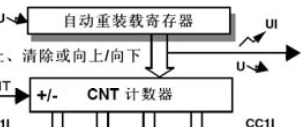 U
自动重装载寄存器
UI
、清除或向上/向下
U
+/- CNT 计数器
CC1I